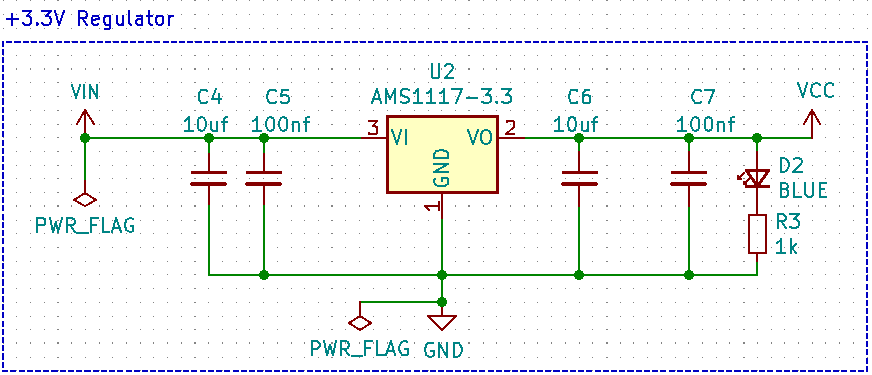 +3.3V Regulator
VIN
C4
10uf
C5
100nf
U2
AMS1117-3.3
3
VI
VO
2
GND
1
C6
10uf
C7
100nf
VCC
D2
BLUE
R3
1k
PWR_FLAG
PWR_FLAG
GND